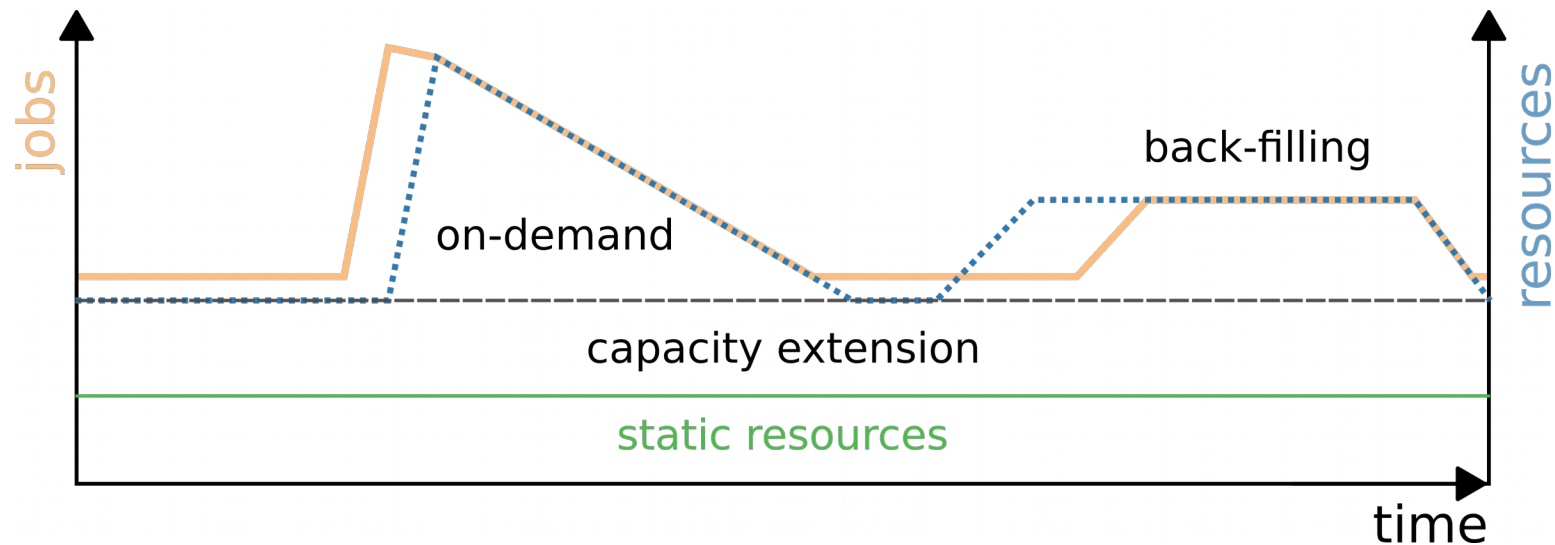 jobs
resources
back-filling
on-demand
capacity extension
static resources
time